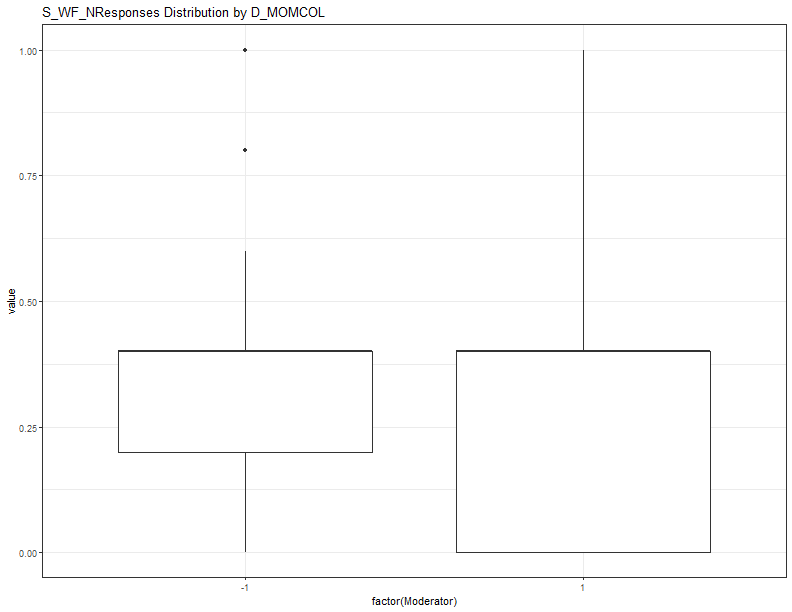 S_WF_NResponses Distribution by D_MOMCOL
1.00
0.75
0.50
0.25
0.00
value
-1 1
factor(Moderator)